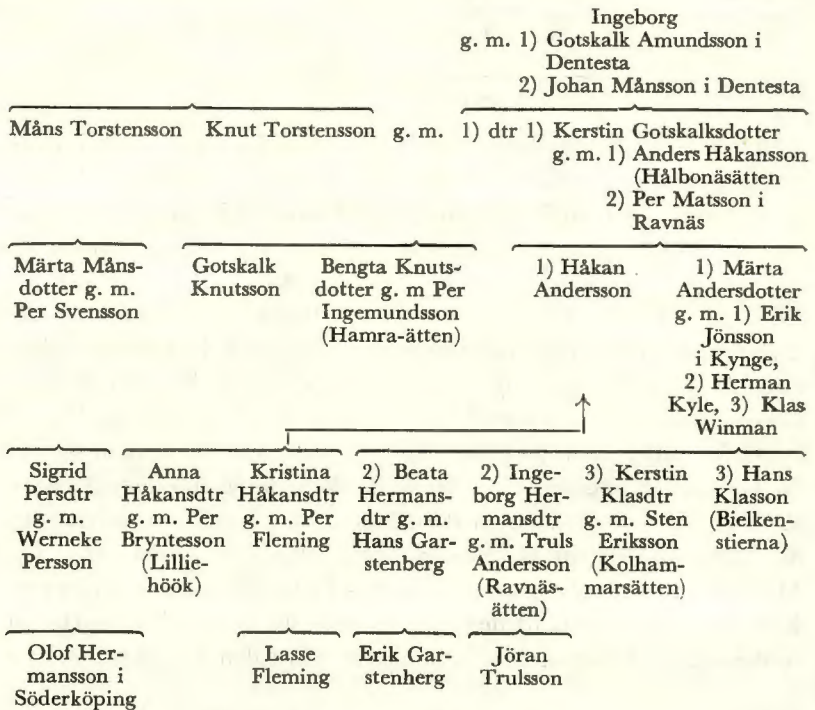 Ingeborg
g. m. 1) Gotskalk Amundsson i
Dentesta
2) Johan Månsson i Dentesta
Måns Torstensson Knut Torstensson g. m. 1) dtr 1) Kerstin Gotskalksdotter
g. m. 1) Anders Håkansson
(Hålbonäsätten
2) Per Matsson i
Ravnäs
Märta Måns-
dotter g. m.
Per Svensson
Gotskalk
Knutsson
Bengta Knuts-
dotter g. m Per
Ingemundsson
(Hamra-ätten)
1) Håkan
Andersson
1) Märta
Andersdotter
g. m. 1) Erik
Jönsson
i Kynge,
2) Herman
Kyle, 3) Klas
Winman
Sigrid
Persdtr
g. m.
Werneke
Persson
Anna
Håkansdtr
g. m. Per
Bryntesson
(Lillie-
höök)
Kristina
Håkansdtr
g. m. Per
Fleming
2) Beata
Hermans-
dtr g. m.
Hans Gar-
stenberg
2) Inge-
borg Her-
mansdtr
g. m. Truls
Andersson
(Ravnäs-
ätten)
3) Kerstin
Klasdtr
g. m. Sten
Eriksson
(Kolham-
marsätten)
3) Hans
Klasson
(Bielken-
stierna)
Olof Her-
mansson i
Söderköping
Lasse
Fleming
Erik Gar-
stenherg
Jöran
Trulsson